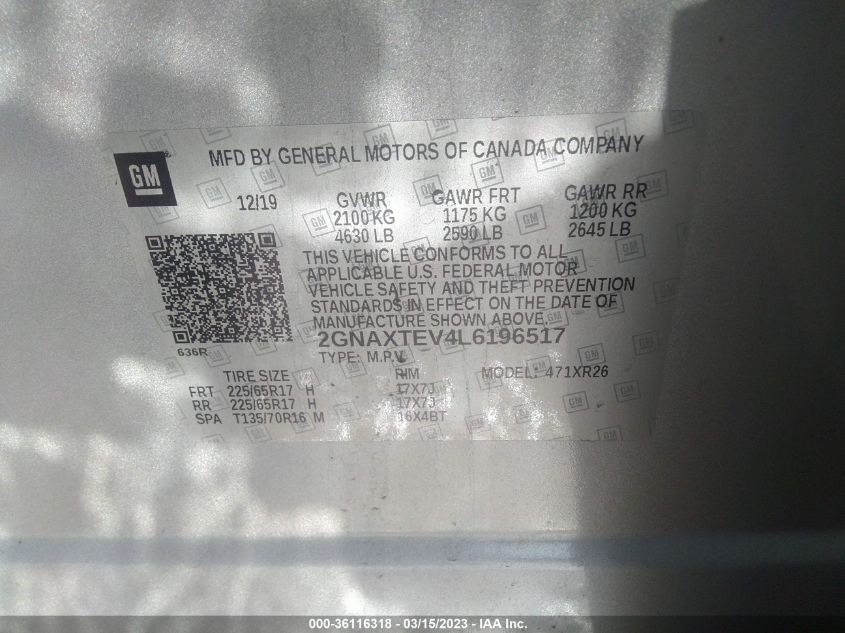 MFD BY GENERAL MOTORS OF CANADA COMPANY
GM
12/19 GVWR GAWR FRT GAWR RR
2100 KG 1175 KG 1200 KG
4630 LB 2590 LB 2645 LB
THIS VEHICLE CONFORMS TO ALL
APPLICABLE U.S. FEDERAL MOTOR
VEHICLE SAFETY AND THEFT PREVENTION
STANDARDS IN EFFECT ON THE DATE OF
MANUFACTURE SHOWN ABOVE.
2GNAXTEV4L6196517
636R
TYPE: M.P.V.
TIRE SIZE RIM MODEL: 471XR26
FRT 225/65R17 H 17X7J
RR 225/65R17 H 17X7J
SPA T135/70R16 M 16X4BT
000-36116318 - 03/15/2023 - IAA Inc.